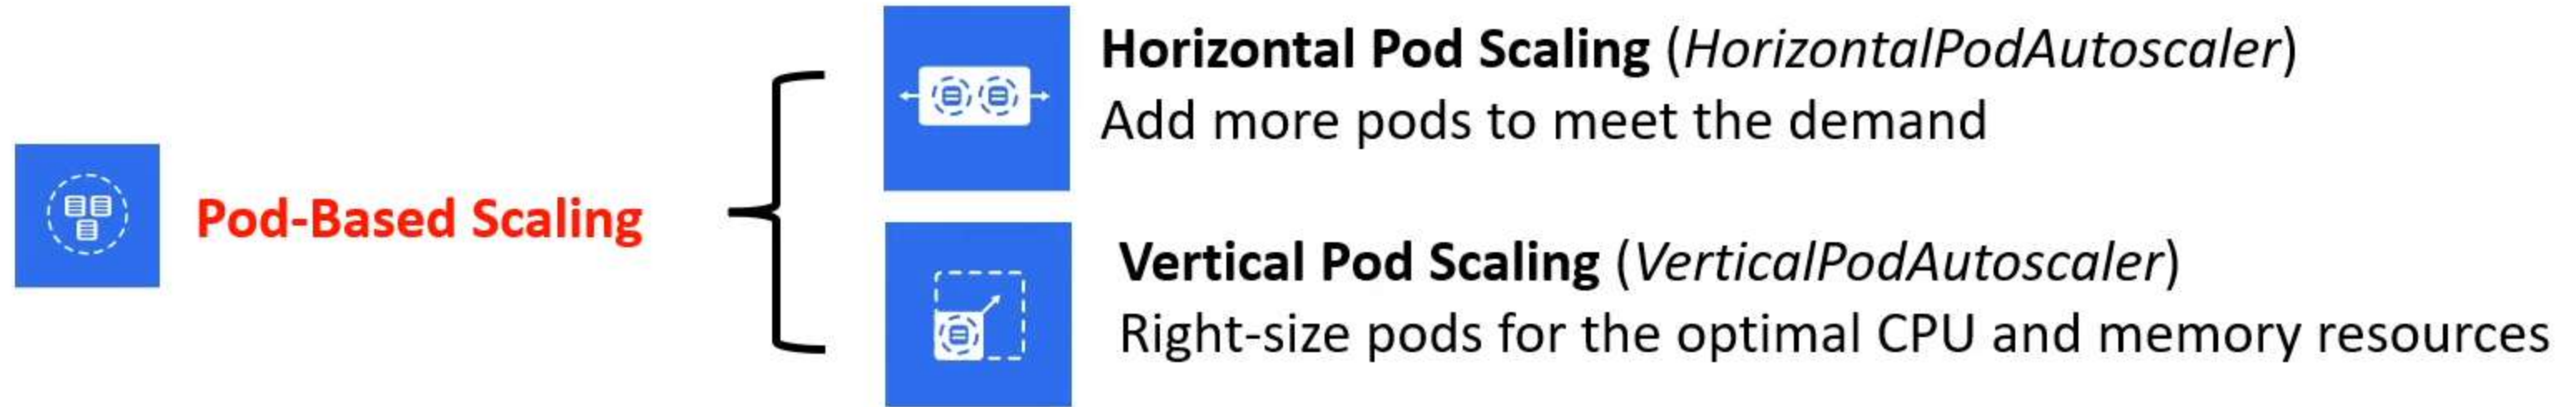 Pod-Based Scaling
Horizontal Pod Scaling (HorizontalPodAutoscaler)
Add more pods to meet the demand
Vertical Pod Scaling (VerticalPodAutoscaler)
Right-size pods for the optimal CPU and memory resources